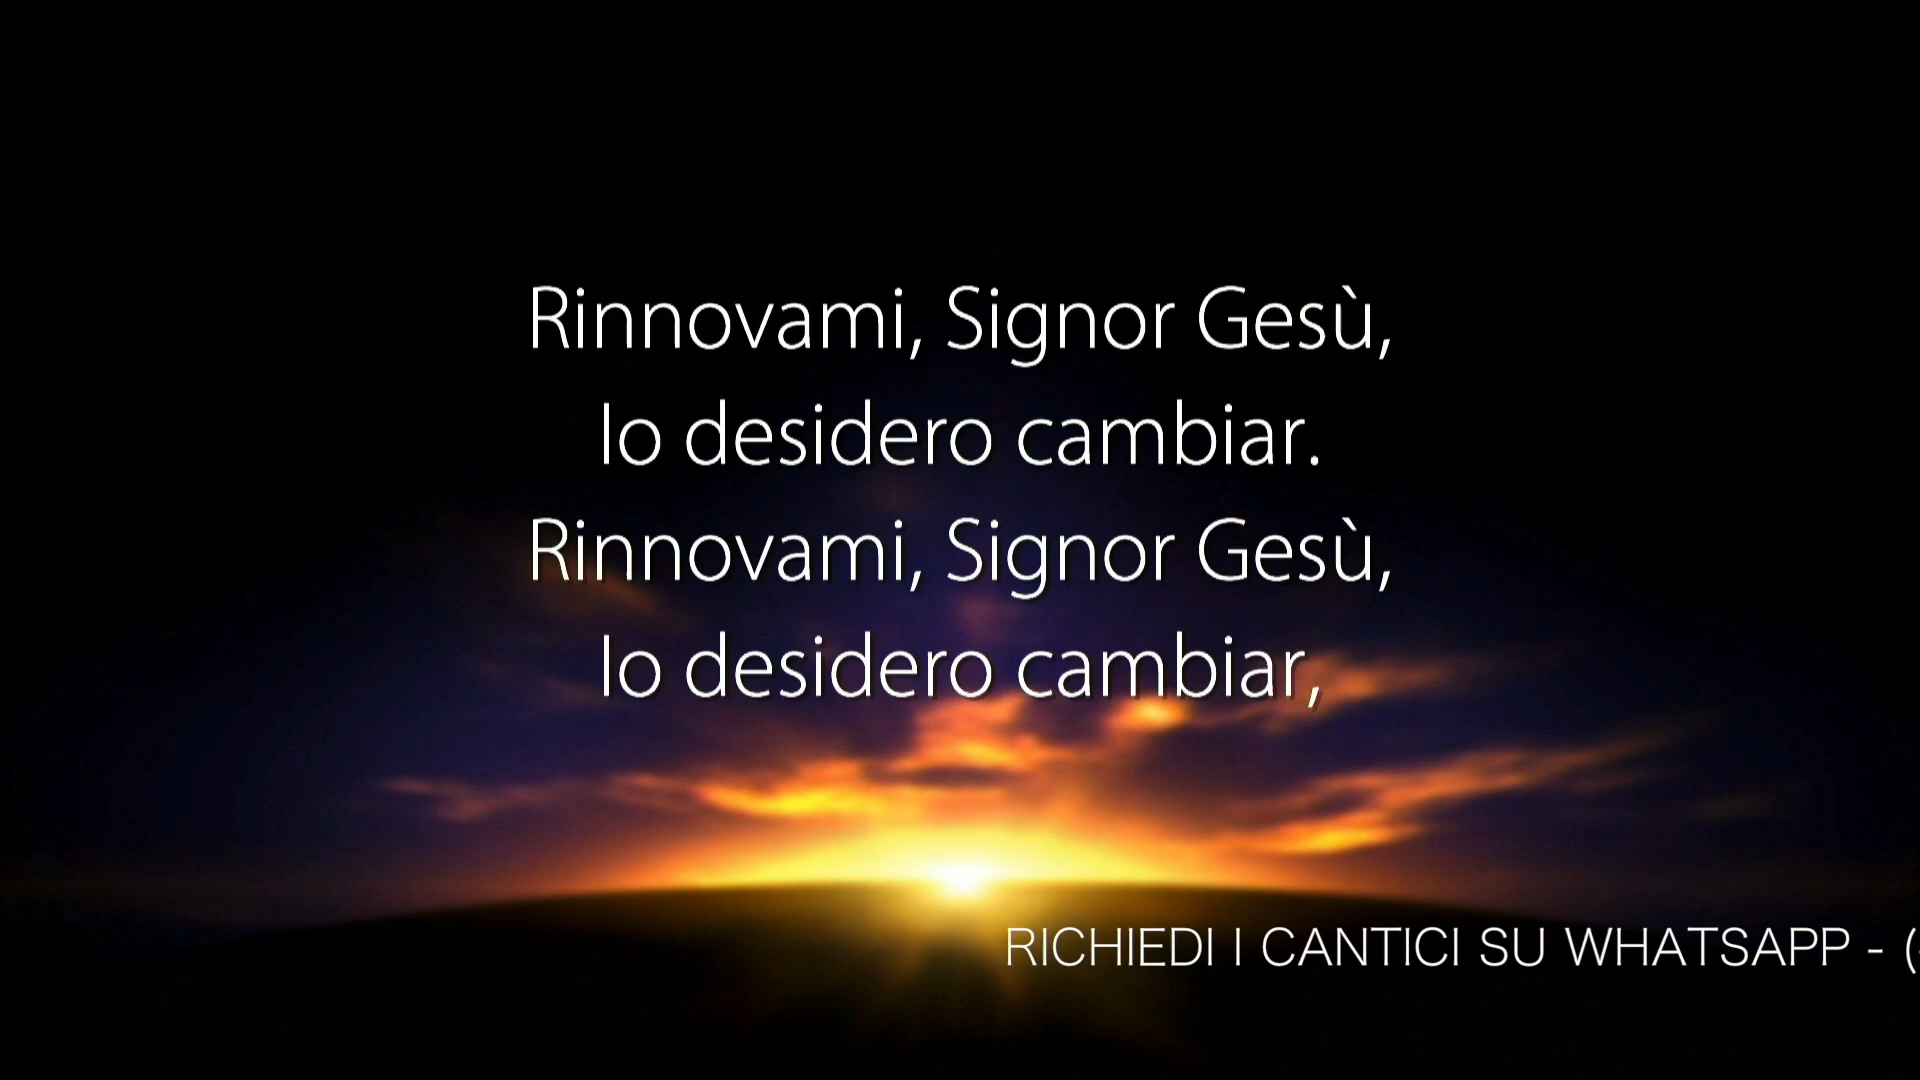 Rinnovami, Signor Gesù,
Io desidero cambiar.
Rinnovami, Signor Gesù,
Io desidero cambiar,
RICHIEDI I CANTICI SU WHATSAPP - (